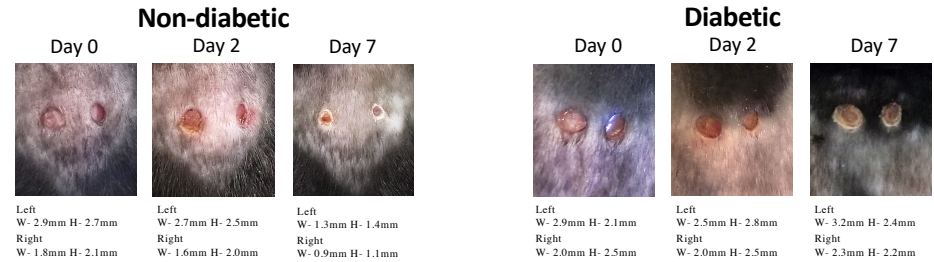 Non-diabetic
Day 0
Day 2
Day 7
Left
W- 2.9mm H- 2.7mm
Right
W- 1.8mm H- 2.1mm
Left
W- 2.7mm H- 2.5mm
Right
W- 1.6mm H- 2.0mm
Left
W- 1.3mm H- 1.4mm
Right
W- 0.9mm H- 1.1mm
Diabetic
Day 0
Day 2
Day 7
Left
W- 2.9mm H- 2.1mm
Right
W- 2.0mm H- 2.5mm
Left
W- 2.5mm H- 2.8mm
Right
W- 2.0mm H- 2.5mm
Left
W- 3.2mm H- 2.4mm
Right
W- 2.3mm H- 2.2mm